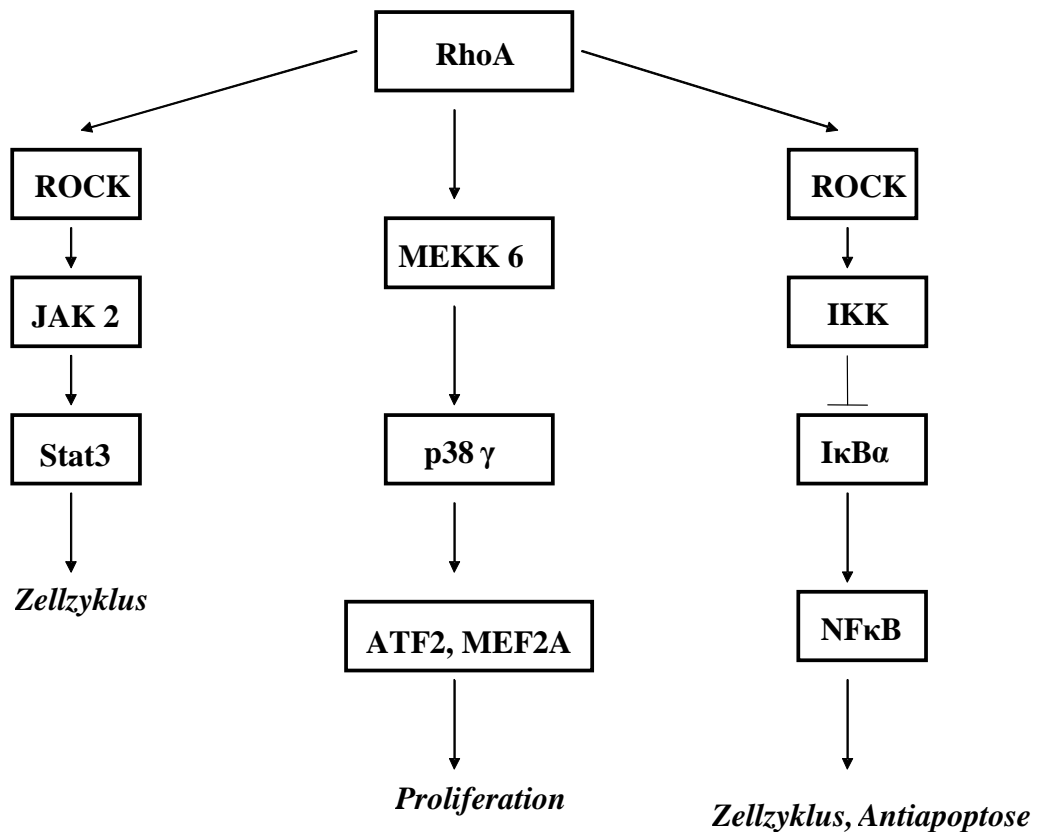 RhoA
ROCK
JAK 2
Stat3
Zellzyklus
MEKK 6
p38 γ
ATF2, MEF2A
Proliferation
ROCK
IKK
IκBα
NFκB
Zellzyklus, Antiapoptose